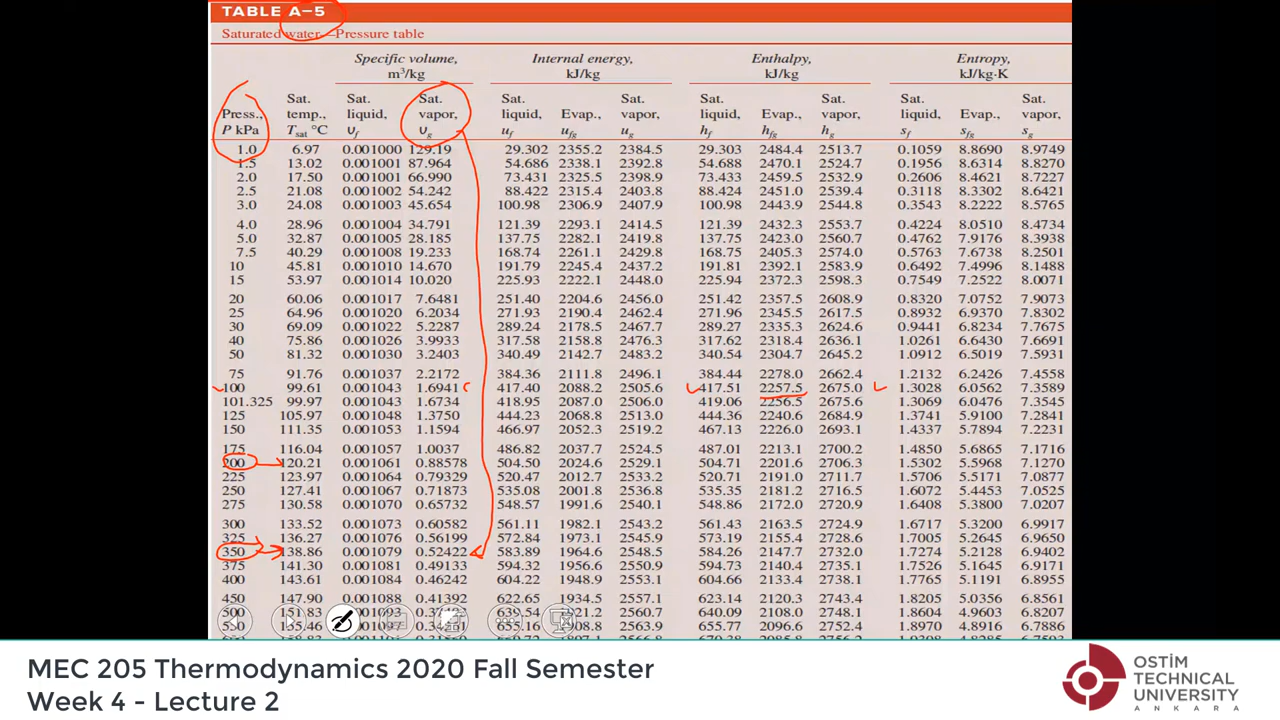 TABLE A–5
Saturated water—Pressure table
Specific volume, Internal energy, Enthalpy, Entropy,
m³/kg kJ/kg kJ/kg kJ/kg·K
Sat. Sat. Sat. Sat. Sat. Sat. Sat. Sat. Sat.
Press., temp., liquid, vapor, liquid, Evap., vapor, liquid, Evap., vapor, liquid, Evap., vapor,
P kPa Tsat °C vf vg uf ufg ug hf hfg hg sf sfg sg
1.0 6.97 0.001000 129.19 29.302 2355.2 2384.5 29.303 2484.4 2513.7 0.1059 8.8690 8.9749
1.5 13.02 0.001001 87.964 54.686 2338.1 2392.8 54.688 2470.1 2524.7 0.1956 8.6314 8.8270
2.0 17.50 0.001001 66.990 73.431 2325.5 2398.9 73.433 2459.5 2532.9 0.2606 8.4621 8.7227
2.5 21.08 0.001002 54.242 88.422 2315.4 2403.8 88.424 2451.0 2539.4 0.3118 8.3302 8.6421
3.0 24.08 0.001003 45.654 100.98 2306.9 2407.9 100.98 2443.9 2544.8 0.3543 8.2222 8.5765
4.0 28.96 0.001004 34.791 121.39 2293.1 2414.5 121.39 2432.3 2553.7 0.4224 8.0510 8.4734
5.0 32.87 0.001005 28.185 137.75 2282.1 2419.8 137.75 2423.0 2560.7 0.4762 7.9176 8.3938
7.5 40.29 0.001008 19.233 168.74 2261.1 2429.8 168.75 2405.3 2574.0 0.5763 7.6738 8.2501
10 45.81 0.001010 14.670 191.79 2245.4 2437.2 191.81 2392.1 2583.9 0.6492 7.4996 8.1488
15 53.97 0.001014 10.020 225.93 2222.1 2448.0 225.94 2372.3 2598.3 0.7549 7.2522 8.0071
20 60.06 0.001017 7.6481 251.40 2204.6 2456.0 251.42 2357.5 2608.9 0.8320 7.0752 7.9073
25 64.96 0.001020 6.2034 271.93 2190.4 2462.4 271.96 2345.5 2617.5 0.8932 6.9370 7.8302
30 69.09 0.001022 5.2287 289.24 2178.5 2467.7 289.27 2335.3 2624.6 0.9441 6.8234 7.7675
40 75.86 0.001026 3.9933 317.58 2158.8 2476.3 317.62 2318.4 2636.1 1.0261 6.6430 7.6691
50 81.32 0.001030 3.2403 340.49 2142.7 2483.2 340.54 2304.7 2645.2 1.0912 6.5019 7.5931
75 91.76 0.001037 2.2172 384.36 2111.8 2496.1 384.44 2278.0 2662.4 1.2132 6.2426 7.4558
100 99.61 0.001043 1.6941 417.40 2088.2 2505.6 417.51 2257.5 2675.0 1.3028 6.0562 7.3589
101.325 99.97 0.001043 1.6734 418.95 2087.0 2506.0 419.06 2256.5 2675.6 1.3069 6.0476 7.3545
125 105.97 0.001048 1.3750 444.23 2068.8 2513.0 444.36 2240.6 2684.9 1.3741 5.9100 7.2841
150 111.35 0.001053 1.1594 466.97 2052.3 2519.2 467.13 2226.0 2693.1 1.4337 5.7894 7.2231
175 116.04 0.001057 1.0037 486.82 2037.7 2524.5 487.01 2213.1 2700.2 1.4850 5.6865 7.1716
200 120.21 0.001061 0.88578 504.50 2024.6 2529.1 504.71 2201.6 2706.3 1.5302 5.5968 7.1270
225 123.97 0.001064 0.79329 520.47 2012.7 2533.2 520.71 2191.0 2711.7 1.5706 5.5171 7.0877
250 127.41 0.001067 0.71873 535.08 2001.8 2536.8 535.35 2181.2 2716.5 1.6072 5.4453 7.0525
275 130.58 0.001070 0.65732 548.57 1991.6 2540.1 548.86 2172.0 2720.9 1.6408 5.3800 7.0207
300 133.52 0.001073 0.60582 561.11 1982.1 2543.2 561.43 2163.5 2724.9 1.6717 5.3200 6.9917
325 136.27 0.001076 0.56199 572.84 1973.1 2545.9 573.19 2155.4 2728.6 1.7005 5.2645 6.9650
350 138.86 0.001079 0.52422 583.89 1964.6 2548.5 584.26 2147.7 2732.0 1.7274 5.2128 6.9402
375 141.30 0.001081 0.49133 594.32 1956.6 2550.9 594.73 2140.4 2735.1 1.7526 5.1645 6.9171
400 143.61 0.001084 0.46242 604.22 1948.9 2553.1 604.66 2133.4 2738.1 1.7765 5.1191 6.8955
450 147.90 0.001088 0.41392 622.65 1934.5 2557.1 623.14 2120.3 2743.4 1.8205 5.0356 6.8561
500 639.54 2560.7 640.09 2108.0 2748.1 1.8604 4.9603 6.8207
655.16 2563.9 655.77 2096.6 2752.4 1.8970 4.8916 6.7886
MEC 205 Thermodynamics 2020 Fall Semester
Week 4 - Lecture 2
OSTİM
TECHNICAL
UNIVERSITY
ANKARA